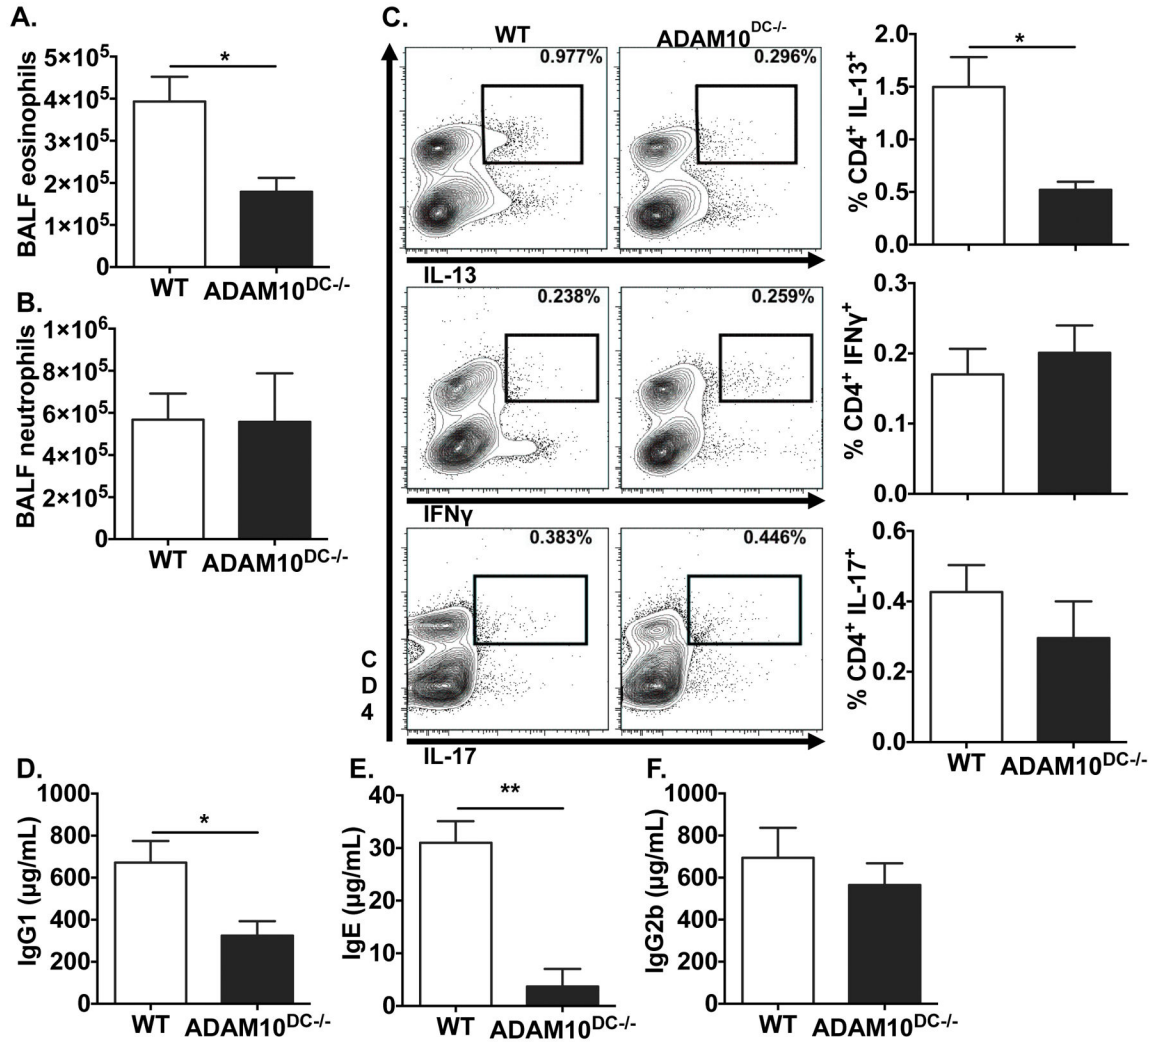 A.
5×10⁵
4×10⁵
3×10⁵
2×10⁵
1×10⁵
0
BALF eosinophils
*
WT ADAM10ᴰᶜ⁻/⁻
B.
1×10⁶
8×10⁵
6×10⁵
4×10⁵
2×10⁵
0
BALF neutrophils
WT ADAM10ᴰᶜ⁻/⁻
C.
WT ADAM10ᴰᶜ⁻/⁻
0.977% 0.296%
IL-13
0.238% 0.259%
IFNγ
0.383% 0.446%
IL-17
CD4
2.0
1.5
1.0
0.5
0.0
% CD4⁺ IL-13⁺
*
0.3
0.2
0.1
0.0
% CD4⁺ IFNγ⁺
0.6
0.4
0.2
0.0
% CD4⁺ IL-17⁺
WT ADAM10ᴰᶜ⁻/⁻
D.
1000
800
600
400
200
0
IgG1 (µg/mL)
*
WT ADAM10ᴰᶜ⁻/⁻
E.
40
30
20
10
0
IgE (µg/mL)
**
WT ADAM10ᴰᶜ⁻/⁻
F.
1000
800
600
400
200
0
IgG2b (µg/mL)
WT ADAM10ᴰᶜ⁻/⁻